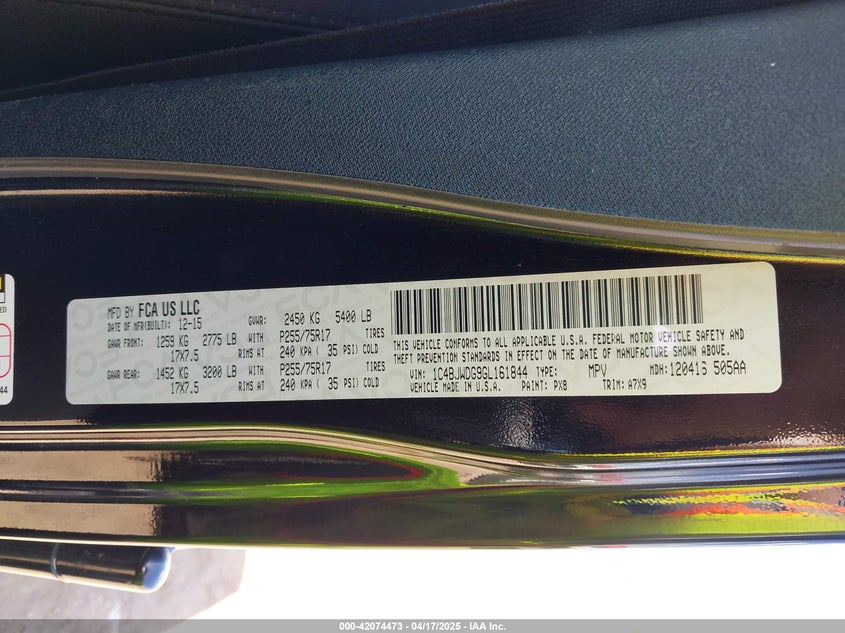 MFD BY FCA US LLC
DATE OF MFR(BUILT): 12-15 GVWR: 2450 KG 5400 LB
GAWR FRONT: 1259 KG 2775 LB WITH P255/75R17 TIRES
17X7.5 RIMS AT 240 KPA ( 35 PSI) COLD
GAWR REAR: 1452 KG 3200 LB WITH P255/75R17 TIRES
17X7.5 RIMS AT 240 KPA ( 35 PSI) COLD
THIS VEHICLE CONFORMS TO ALL APPLICABLE U.S.A. FEDERAL MOTOR VEHICLE SAFETY AND
THEFT PREVENTION STANDARDS IN EFFECT ON THE DATE OF MANUFACTURE SHOWN ABOVE.
VIN: 1C4BJWDG9GL161844 TYPE: MPV MDH: 120416 505AA
VEHICLE MADE IN U.S.A. PAINT: PX8 TRIM: A7X9
44
000-42074473 - 04/17/2025 - IAA Inc.